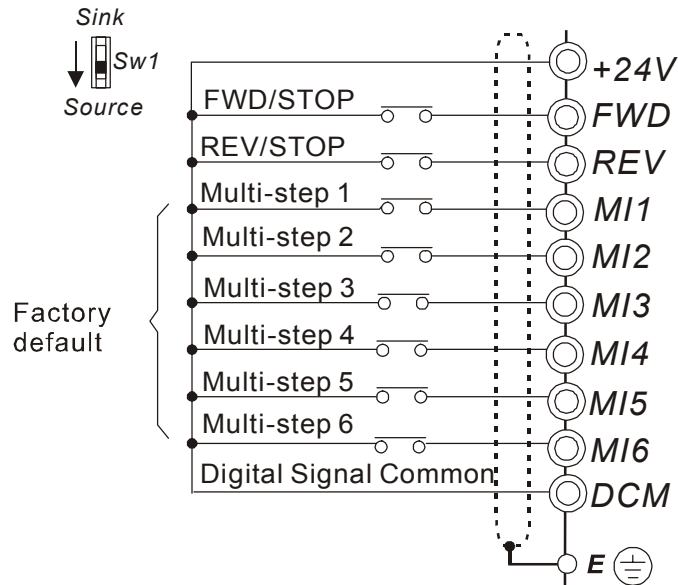 Sink
Sw1
Source
+24V
FWD/STOP
FWD
REV/STOP
REV
Multi-step 1
MI1
Multi-step 2
MI2
Multi-step 3
MI3
Factory
default
Multi-step 4
MI4
Multi-step 5
MI5
Multi-step 6
MI6
Digital Signal Common
DCM
E